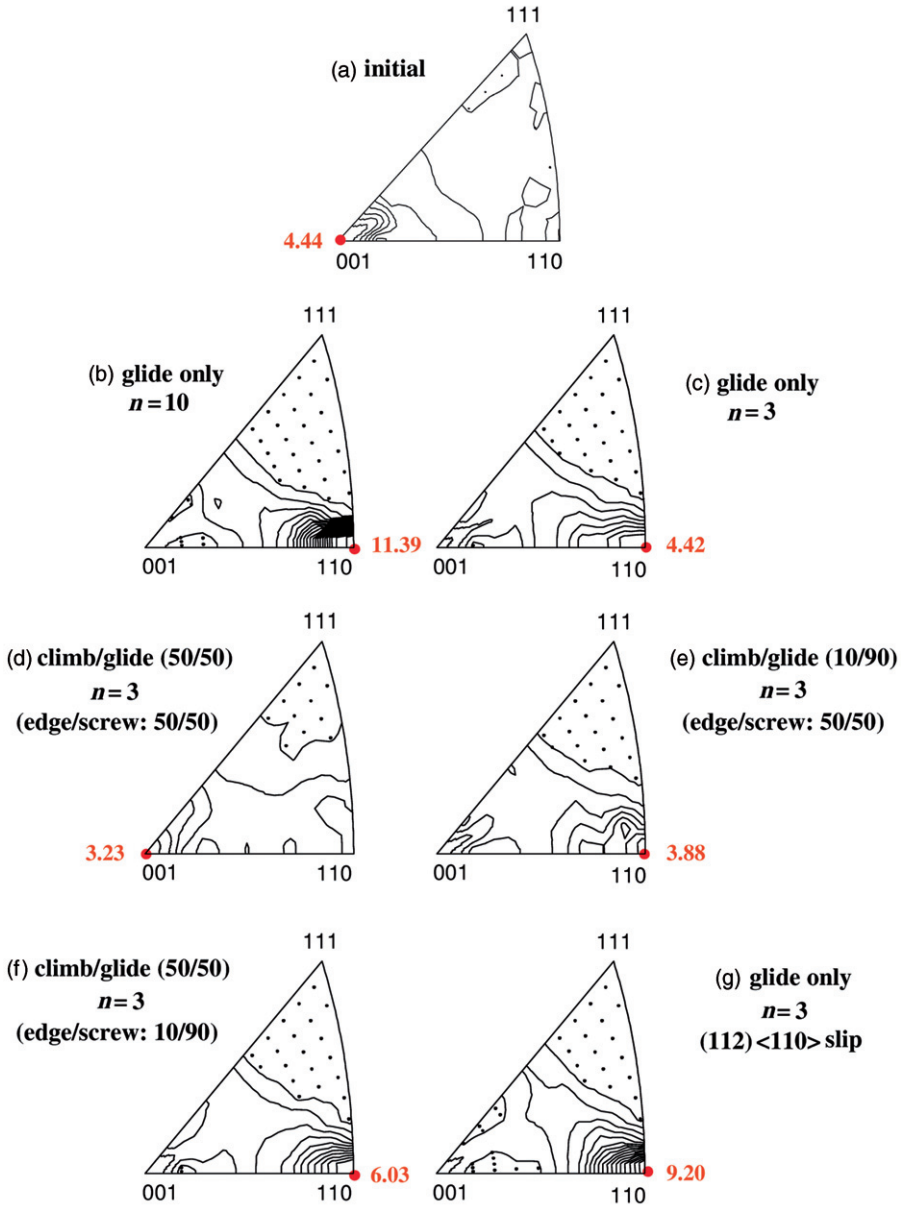 111
(a) initial
4.44
001 110
111 111
(b) glide only
n = 10
(c) glide only
n = 3
11.39 4.42
001 110 001 110
111 111
(d) climb/glide (50/50)
n = 3
(edge/screw: 50/50)
(e) climb/glide (10/90)
n = 3
(edge/screw: 50/50)
3.23 3.88
001 110 001 110
111 111
(f) climb/glide (50/50)
n = 3
(edge/screw: 10/90)
(g) glide only
n = 3
(112) <110> slip
6.03 9.20
001 110 001 110